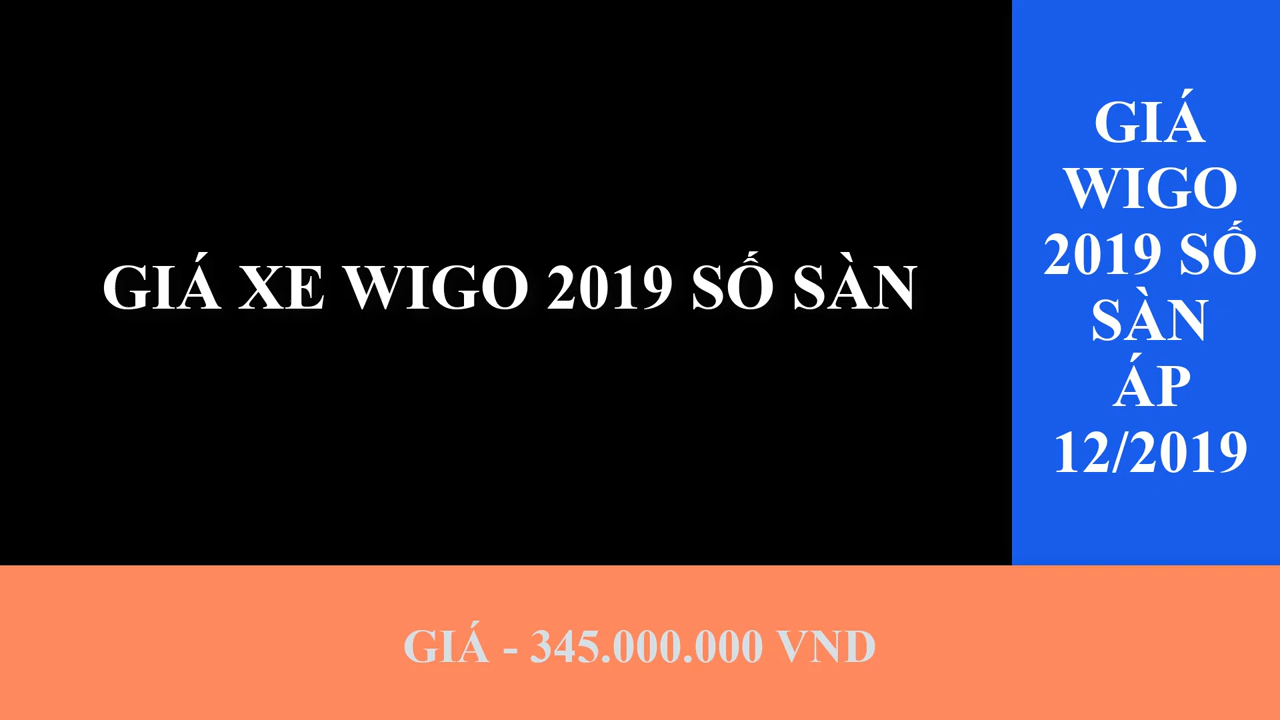 GIÁ XE WIGO 2019 SỐ SÀN
GIÁ
WIGO
2019 SỐ
SÀN
ÁP
12/2019
GIÁ - 345.000.000 VND